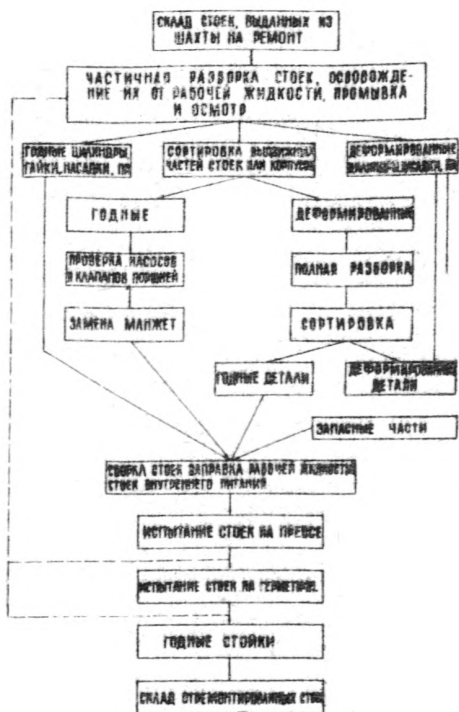 СКЛАД СТОЕК, ВЫДАННЫХ ИЗ
ШАХТЫ НА РЕМОНТ
ЧАСТИЧНАЯ РАЗБОРКА СТОЕК, ОСВОБОЖДЕ-
НИЕ ИХ ОТ РАБОЧЕЙ ЖИДКОСТИ, ПРОМЫВКА
И ОСМОТР
ГОДНЫЕ ЦИЛИНДРЫ,
ГАЙКИ, НАСАДКИ,
СОРТИРОВКА ВЫДВИЖНЫХ
ЧАСТЕЙ СТОЕК ИЛИ КОРПУСОВ
ДЕФОРМИРОВАННЫЕ
ГОДНЫЕ
ДЕФОРМИРОВАННЫЕ
ПРОВЕРКА НАСОСОВ
И КЛАПАНОВ ПОРШНЕЙ
ПОЛНАЯ РАЗБОРКА
ЗАМЕНА МАНЖЕТ
СОРТИРОВКА
ГОДНЫЕ ДЕТАЛИ
ДЕФОРМИРОВАННЫЕ
ДЕТАЛИ
ЗАПАСНЫЕ ЧАСТИ
СБОРКА СТОЕК ЗАПРАВКА РАБОЧЕЙ ЖИДКОСТЬЮ
СТОЕК ВНУТРЕННЕГО ПИТАНИЯ
ИСПЫТАНИЕ СТОЕК НА ПРЕССЕ
ИСПЫТАНИЕ СТОЕК НА
ГОДНЫЕ СТОЙКИ
СКЛАД ОТРЕМОНТИРОВАННЫХ